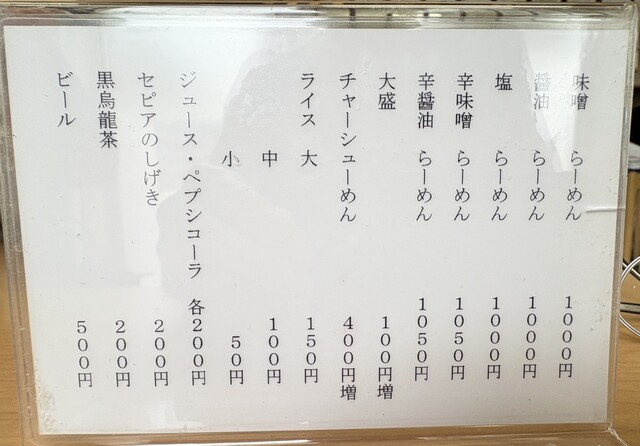 味噌 らーめん 1000円
醤油 らーめん 1000円
塩 らーめん 1000円
辛味噌 らーめん 1050円
辛醤油 らーめん 1050円
大盛 100円増
チャーシューめん 400円増
ライス 大 150円
中 100円
小 50円
ジュース・ペプシコーラ 各200円
セピアのしげき 200円
黒烏龍茶 200円
ビール 500円